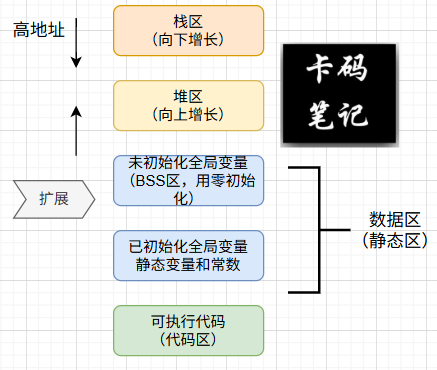 高地址
栈区
（向下增长）
卡码
笔记
堆区
（向上增长）
未初始化全局变量
（BSS区，用零初始
化）
扩展
数据区
（静态区）
已初始化全局变量
静态变量和常数
可执行代码
（代码区）